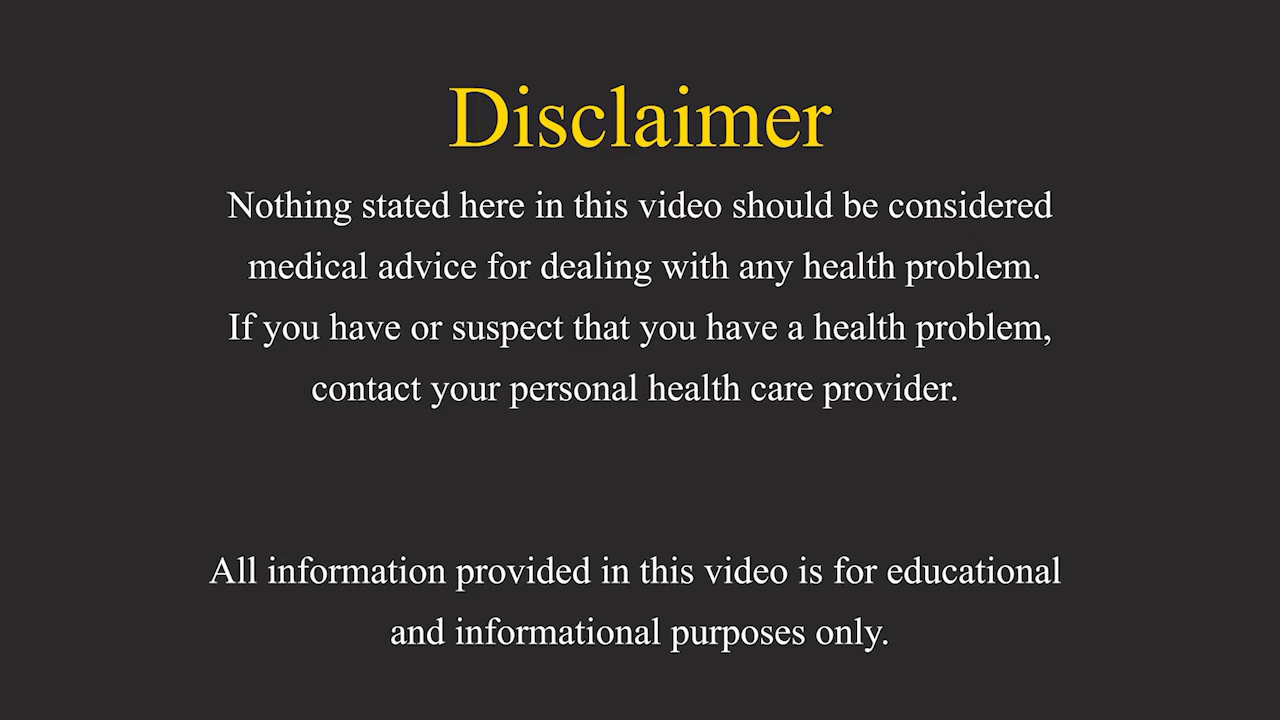 Disclaimer
Nothing stated here in this video should be considered
medical advice for dealing with any health problem.
If you have or suspect that you have a health problem,
contact your personal health care provider.
All information provided in this video is for educational
and informational purposes only.